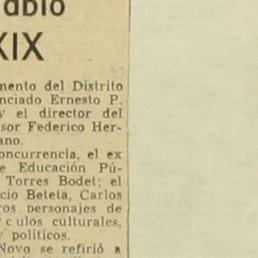 ablo
XIX
mento del Distrito
nciado Ernesto P.
y el director del
sor Federico Her-
ano.
oncurrencia, el ex
e Educación Pú-
Torres Bodet; el
cio Beteta, Carlos
ros personajes de
culos culturales,
políticos.
Novo se refirió a